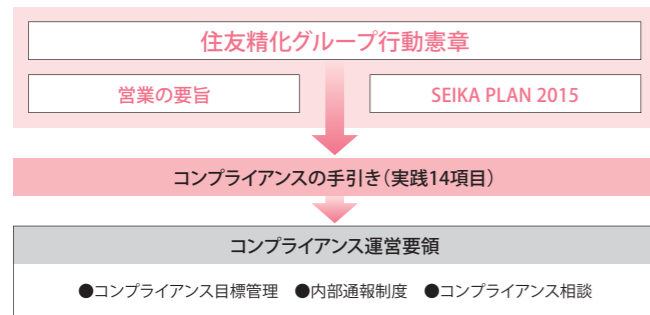 住友精化グループ行動憲章
営業の要旨
SEIKA PLAN 2015
コンプライアンスの手引き（実践14項目）
コンプライアンス運営要領
●コンプライアンス目標管理 ●内部通報制度 ●コンプライアンス相談